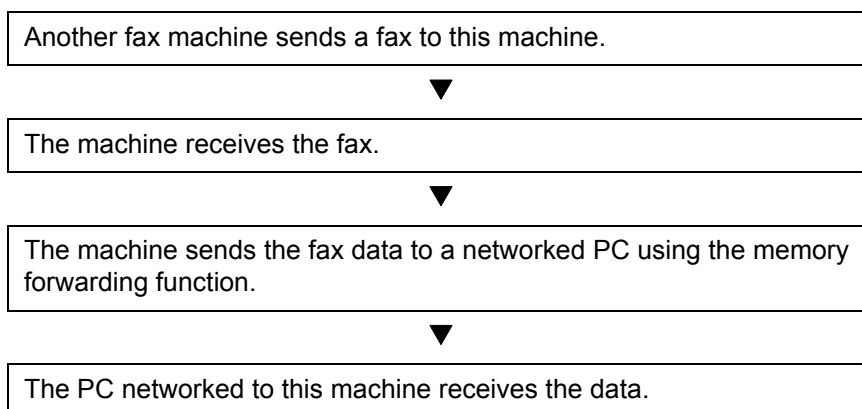 Another fax machine sends a fax to this machine.
The machine receives the fax.
The machine sends the fax data to a networked PC using the memory
forwarding function.
The PC networked to this machine receives the data.